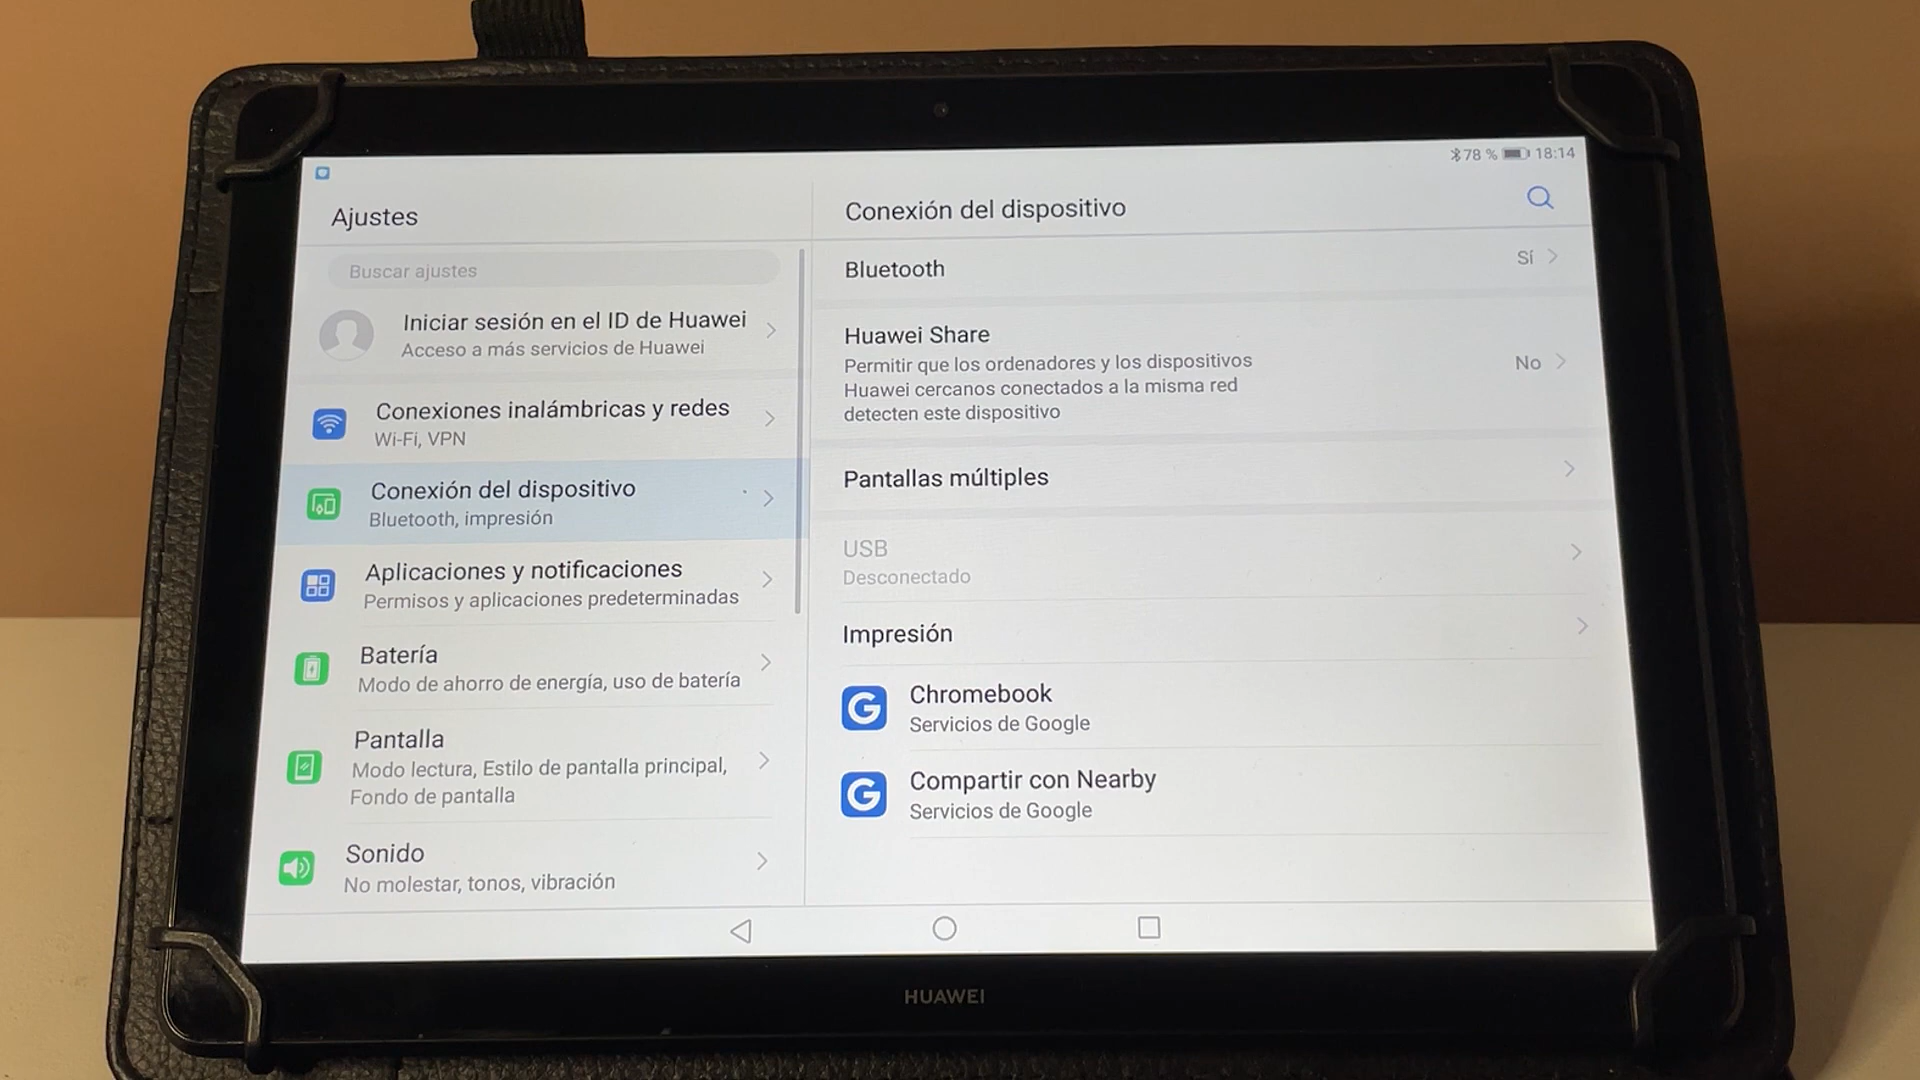 78 % 18:14
Ajustes
Buscar ajustes
Iniciar sesión en el ID de Huawei
Acceso a más servicios de Huawei
Conexiones inalámbricas y redes
Wi-Fi, VPN
Conexión del dispositivo
Bluetooth, impresión
Aplicaciones y notificaciones
Permisos y aplicaciones predeterminadas
Batería
Modo de ahorro de energía, uso de batería
Pantalla
Modo lectura, Estilo de pantalla principal,
Fondo de pantalla
Sonido
No molestar, tonos, vibración
Conexión del dispositivo
Bluetooth Sí
Huawei Share
Permitir que los ordenadores y los dispositivos
Huawei cercanos conectados a la misma red
detecten este dispositivo
No
Pantallas múltiples
USB
Desconectado
Impresión
G Chromebook
Servicios de Google
G Compartir con Nearby
Servicios de Google
HUAWEI